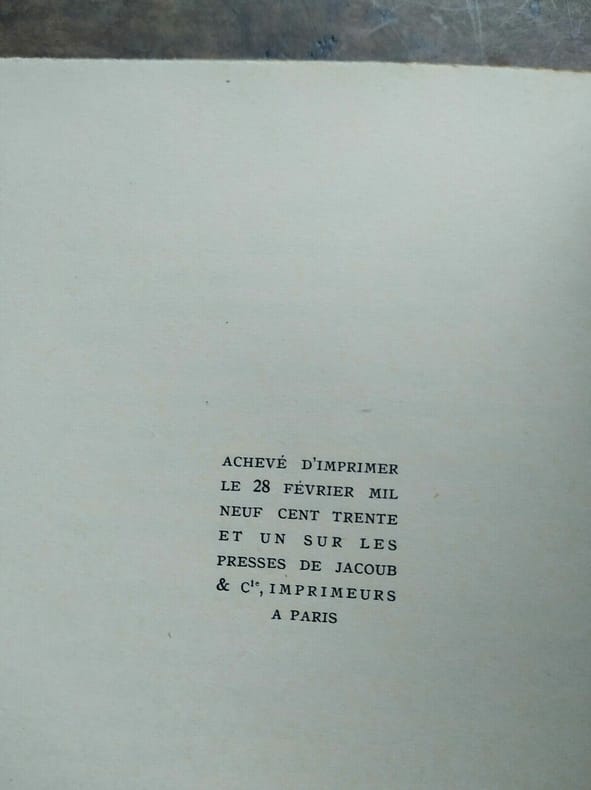 ACHEVÉ D'IMPRIMER
LE 28 FÉVRIER MIL
NEUF CENT TRENTE
ET UN SUR LES
PRESSES DE JACOUB
& Cⁱᵉ, IMPRIMEURS
A PARIS